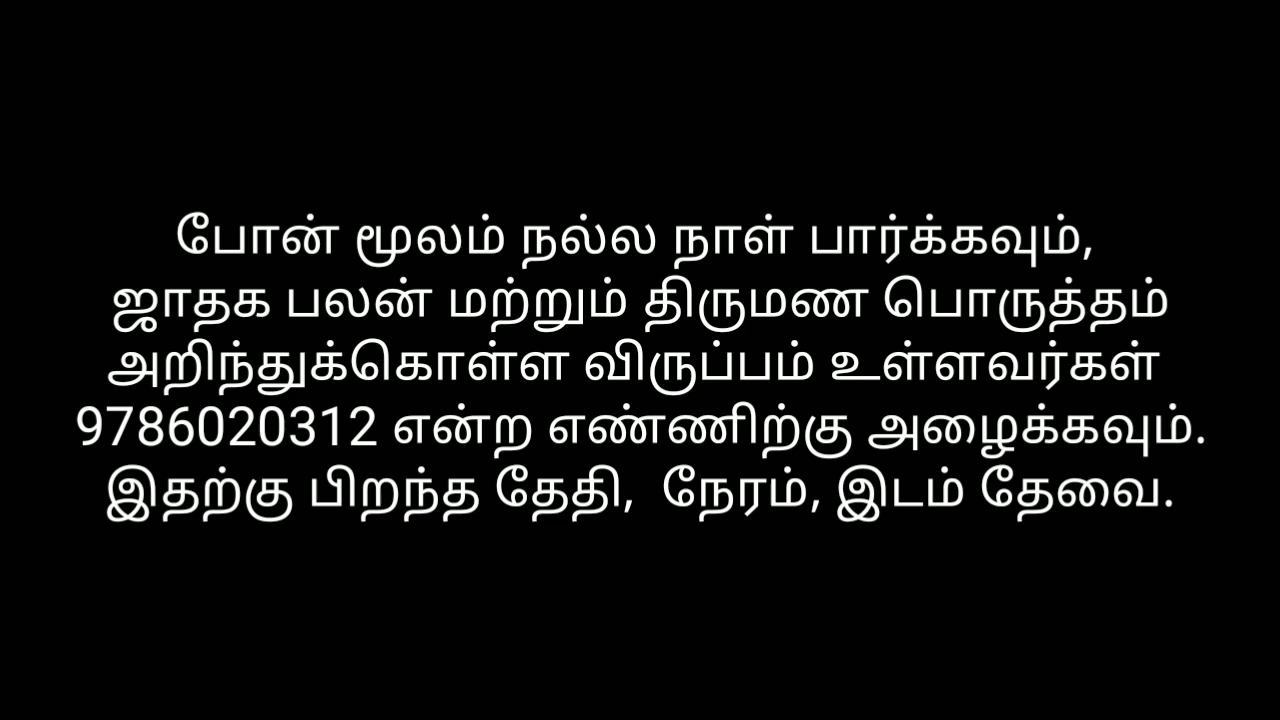 போன் மூலம் நல்ல நாள் பார்க்கவும்,
ஜாதக பலன் மற்றும் திருமண பொருத்தம்
அறிந்துக்கொள்ள விருப்பம் உள்ளவர்கள்
9786020312 என்ற எண்ணிற்கு அழைக்கவும்.
இதற்கு பிறந்த தேதி,  நேரம், இடம் தேவை.